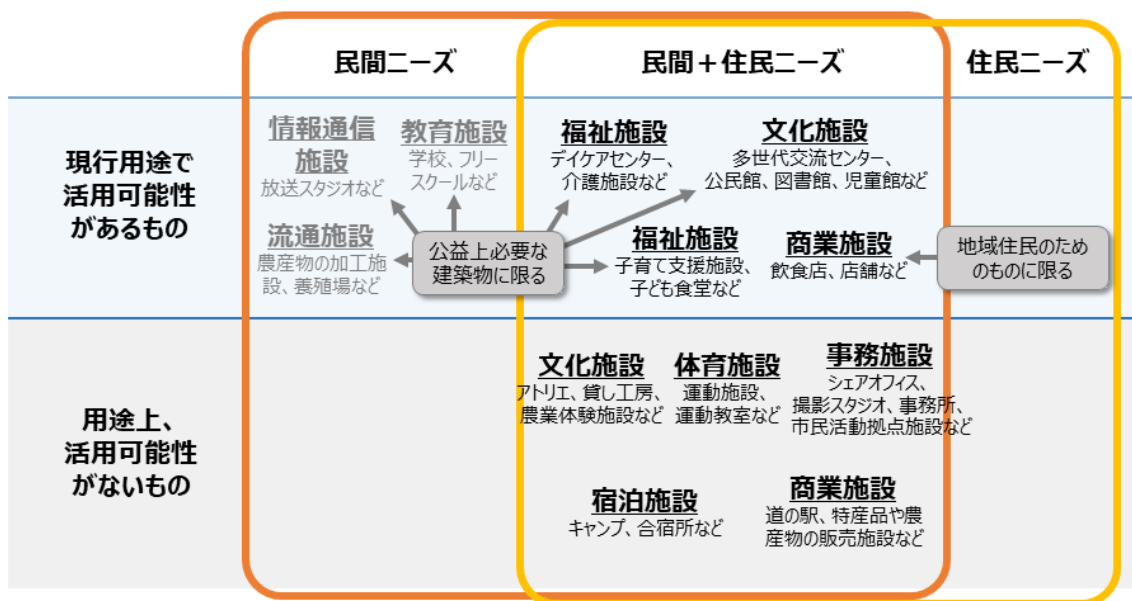 民間ニーズ
民間＋住民ニーズ
住民ニーズ
現行用途で
活用可能性
があるもの
情報通信
施設
放送スタジオなど
教育施設
学校、フリー
スクールなど
流通施設
農産物の加工施
設、養殖場など
公益上必要な
建築物に限る
福祉施設
デイケアセンター、
介護施設など
文化施設
多世代交流センター、
公民館、図書館、児童館など
福祉施設
子育て支援施設、
子ども食堂など
商業施設
飲食店、店舗など
地域住民のため
のものに限る
用途上、
活用可能性
がないもの
文化施設
アトリエ、貸し工房、
農業体験施設など
体育施設
運動施設、
運動教室など
事務施設
シェアオフィス、
撮影スタジオ、事務所、
市民活動拠点施設など
宿泊施設
キャンプ、合宿所など
商業施設
道の駅、特産品や農
産物の販売施設など